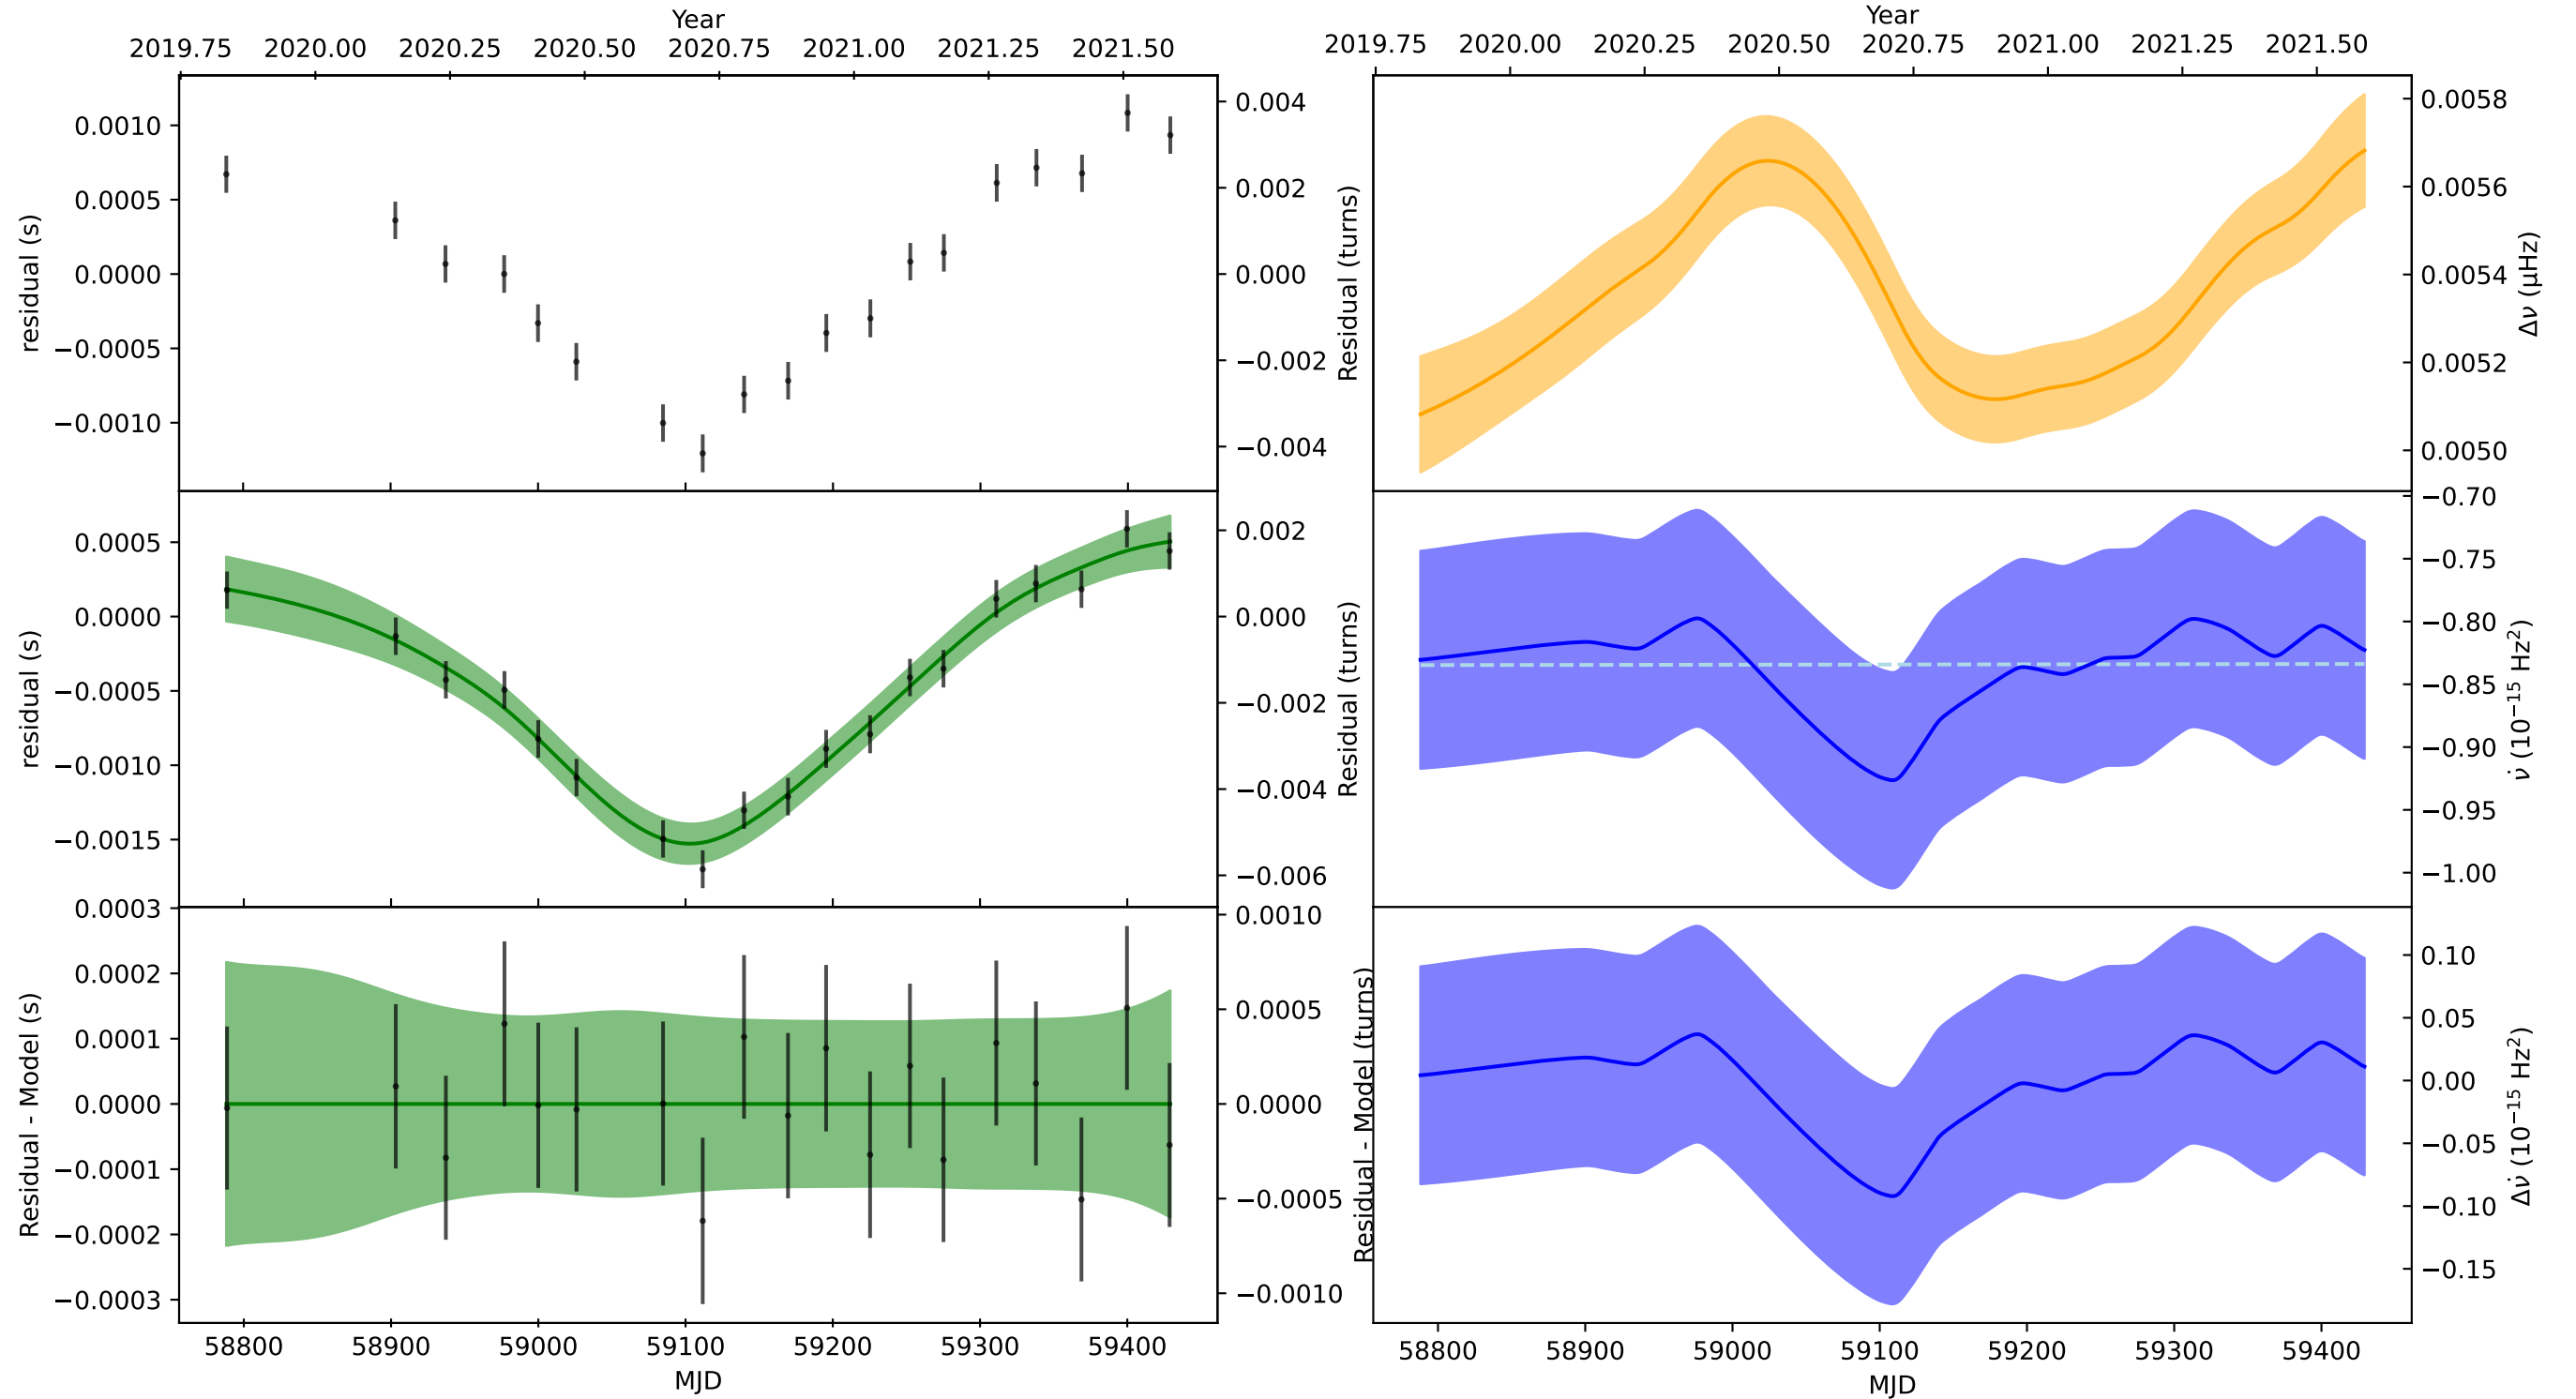 Year
2019.75 2020.00 2020.25 2020.50 2020.75 2021.00 2021.25 2021.50
0.0010
0.0005
0.0000
−0.0005
−0.0010
residual (s)
0.004
0.002
0.000
−0.002
−0.004
Residual (turns)
0.0005
0.0000
−0.0005
−0.0010
−0.0015
residual (s)
0.002
0.000
−0.002
−0.004
−0.006
Residual (turns)
0.0003
0.0002
0.0001
0.0000
−0.0001
−0.0002
−0.0003
Residual - Model (s)
0.0010
0.0005
0.0000
−0.0005
−0.0010
Residual - Model (turns)
58800 58900 59000 59100 59200 59300 59400
MJD
Year
2019.75 2020.00 2020.25 2020.50 2020.75 2021.00 2021.25 2021.50
0.0058
0.0056
0.0054
0.0052
0.0050
Δν (μHz)
−0.70
−0.75
−0.80
−0.85
−0.90
−0.95
−1.00
ν̇ (10⁻¹⁵ Hz²)
0.10
0.05
0.00
−0.05
−0.10
−0.15
Δν̇ (10⁻¹⁵ Hz²)
58800 58900 59000 59100 59200 59300 59400
MJD